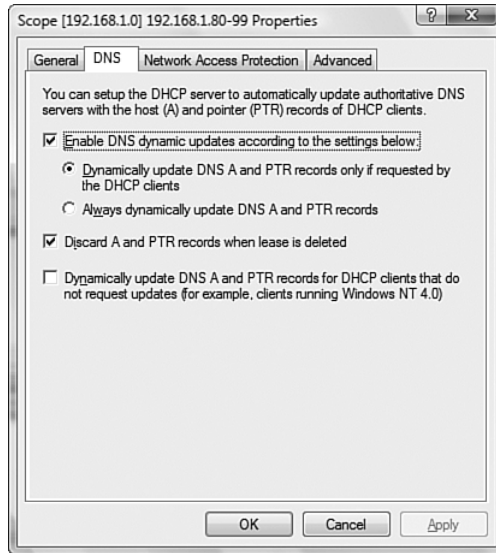 Scope [192.168.1.0] 192.168.1.80-99 Properties
? X
General DNS Network Access Protection Advanced
You can setup the DHCP server to automatically update authoritative DNS
servers with the host (A) and pointer (PTR) records of DHCP clients.
Enable DNS dynamic updates according to the settings below:
Dynamically update DNS A and PTR records only if requested by
the DHCP clients
Always dynamically update DNS A and PTR records
Discard A and PTR records when lease is deleted
Dynamically update DNS A and PTR records for DHCP clients that do
not request updates (for example, clients running Windows NT 4.0)
OK Cancel Apply